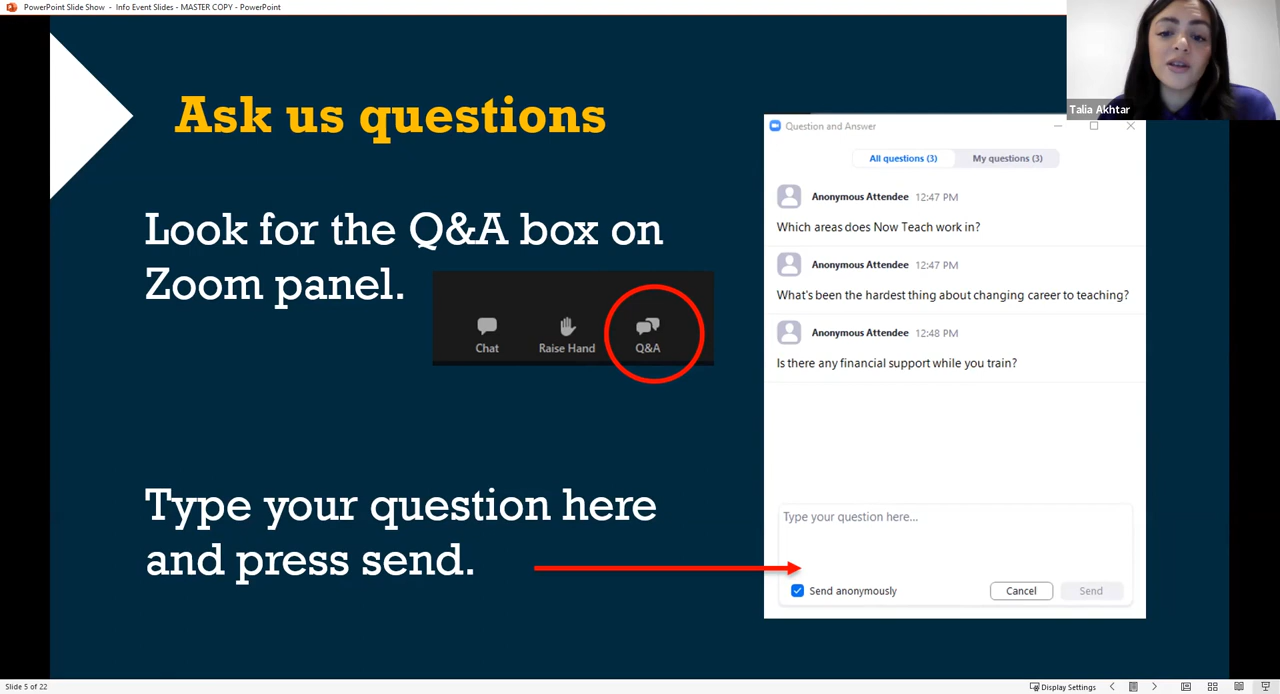 PowerPoint Slide Show - Info Event Slides - MASTER COPY - PowerPoint
Talia Akhtar
Ask us questions
Look for the Q&A box on
Zoom panel.
Chat
Raise Hand
Q&A
Type your question here
and press send.
Question and Answer
All questions (3)
My questions (3)
Anonymous Attendee 12:47 PM
Which areas does Now Teach work in?
Anonymous Attendee 12:47 PM
What's been the hardest thing about changing career to teaching?
Anonymous Attendee 12:48 PM
Is there any financial support while you train?
Type your question here...
Send anonymously
Cancel
Send
Slide 5 of 22
Display Settings